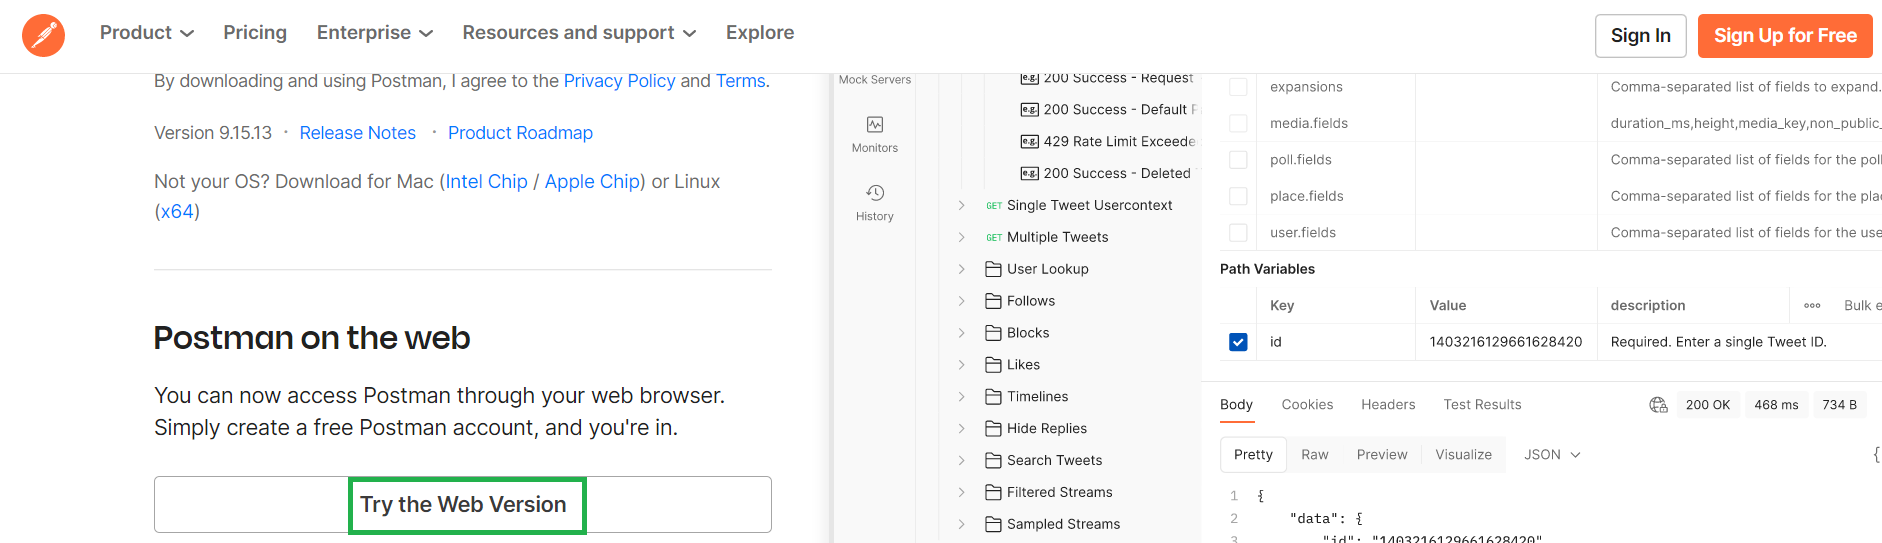 Product Pricing Enterprise Resources and support Explore Sign In Sign Up for Free
By downloading and using Postman, I agree to the Privacy Policy and Terms.
Version 9.15.13 · Release Notes · Product Roadmap
Not your OS? Download for Mac (Intel Chip / Apple Chip) or Linux
(x64)
Postman on the web
You can now access Postman through your web browser.
Simply create a free Postman account, and you're in.
Try the Web Version
Mock Servers
Monitors
History
e.g. 200 Success - Request
e.g. 200 Success - Default
e.g. 429 Rate Limit Exceede
e.g. 200 Success - Deleted
GET Single Tweet Usercontext
GET Multiple Tweets
User Lookup
Follows
Blocks
Likes
Timelines
Hide Replies
Search Tweets
Filtered Streams
Sampled Streams
expansions Comma-separated list of fields to expand.
media.fields duration_ms,height,media_key,non_public_
poll.fields Comma-separated list of fields for the poll
place.fields Comma-separated list of fields for the plac
user.fields Comma-separated list of fields for the use
Path Variables
Key Value description ooo Bulk e
id 1403216129661628420 Required. Enter a single Tweet ID.
Body Cookies Headers Test Results 200 OK 468 ms 734 B
Pretty Raw Preview Visualize JSON {
1 {
2 "data": {
3 "id": "1403216129661628420"